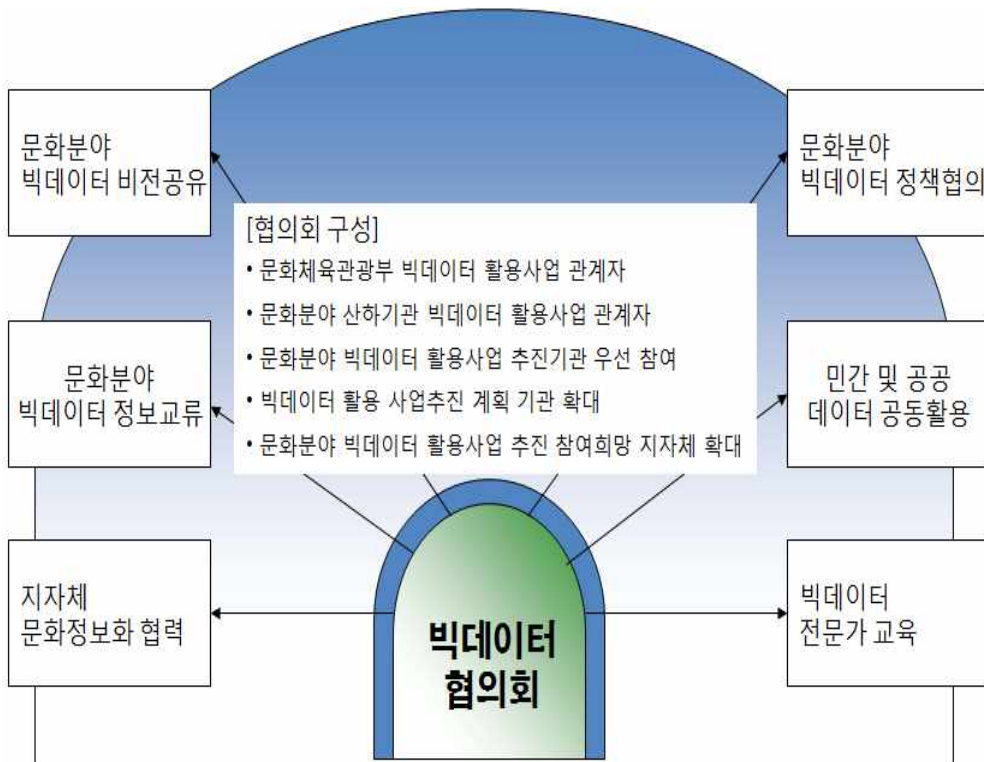 문화분야
빅데이터 비전공유
문화분야
빅데이터 정책협의
[협의회 구성]
• 문화체육관광부 빅데이터 활용사업 관계자
• 문화분야 산하기관 빅데이터 활용사업 관계자
• 문화분야 빅데이터 활용사업 추진기관 우선 참여
• 빅데이터 활용 사업추진 계획 기관 확대
• 문화분야 빅데이터 활용사업 추진 참여희망 지자체 확대
문화분야
빅데이터 정보교류
민간 및 공공
데이터 공동활용
지자체
문화정보화 협력
빅데이터
전문가 교육
빅데이터
협의회